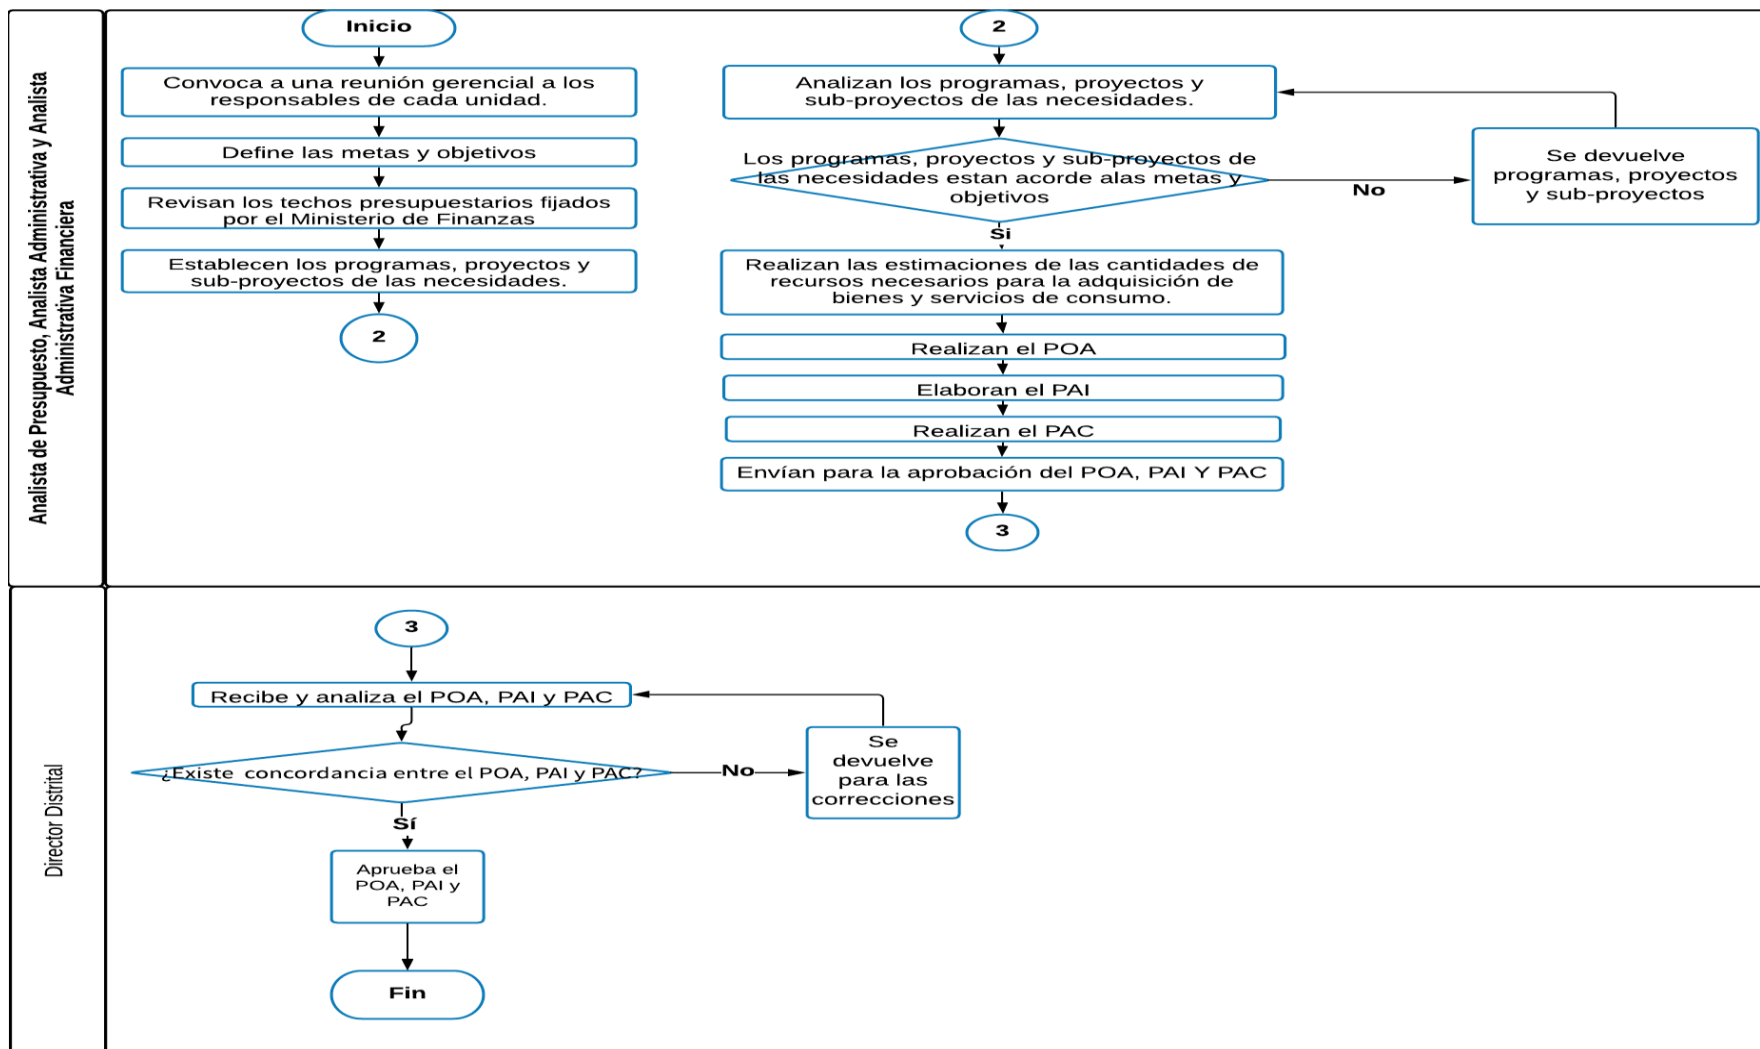 Analista de Presupuesto, Analista Administrativa y Analista
Administrativa Financiera
Inicio
Convoca a una reunión gerencial a los
responsables de cada unidad.
Define las metas y objetivos
Revisan los techos presupuestarios fijados
por el Ministerio de Finanzas
Establecen los programas, proyectos y
sub-proyectos de las necesidades.
2
2
Analizan los programas, proyectos y
sub-proyectos de las necesidades.
Los programas, proyectos y sub-proyectos de
las necesidades estan acorde alas metas y
objetivos
No
Se devuelve
programas, proyectos
y sub-proyectos
Si
Realizan las estimaciones de las cantidades de
recursos necesarios para la adquisición de
bienes y servicios de consumo.
Realizan el POA
Elaboran el PAI
Realizan el PAC
Envían para la aprobación del POA, PAI Y PAC
3
Director Distrital
3
Recibe y analiza el POA, PAI y PAC
¿Existe concordancia entre el POA, PAI y PAC?
No
Se
devuelve
para las
correcciones
Sí
Aprueba el
POA, PAI y
PAC
Fin